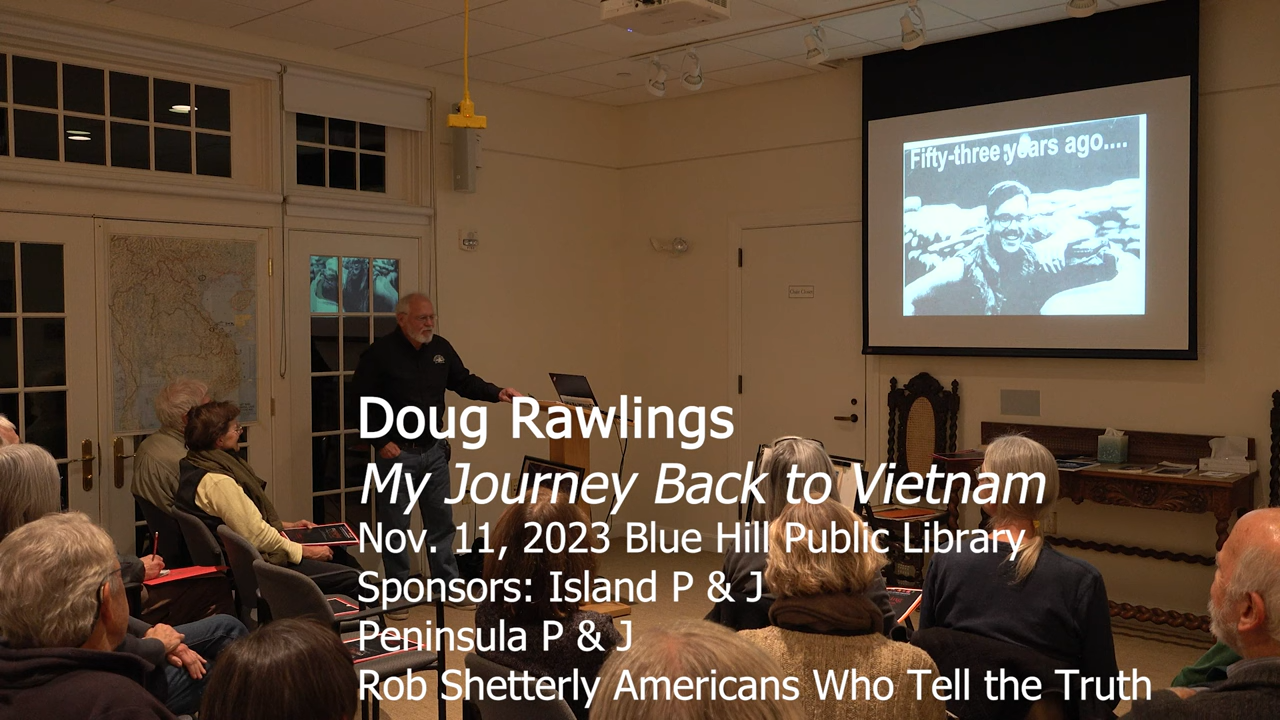 Fifty-three years ago....
Doug Rawlings
My Journey Back to Vietnam
Nov. 11, 2023 Blue Hill Public Library
Sponsors: Island P & J
Peninsula P & J
Rob Shetterly Americans Who Tell the Truth